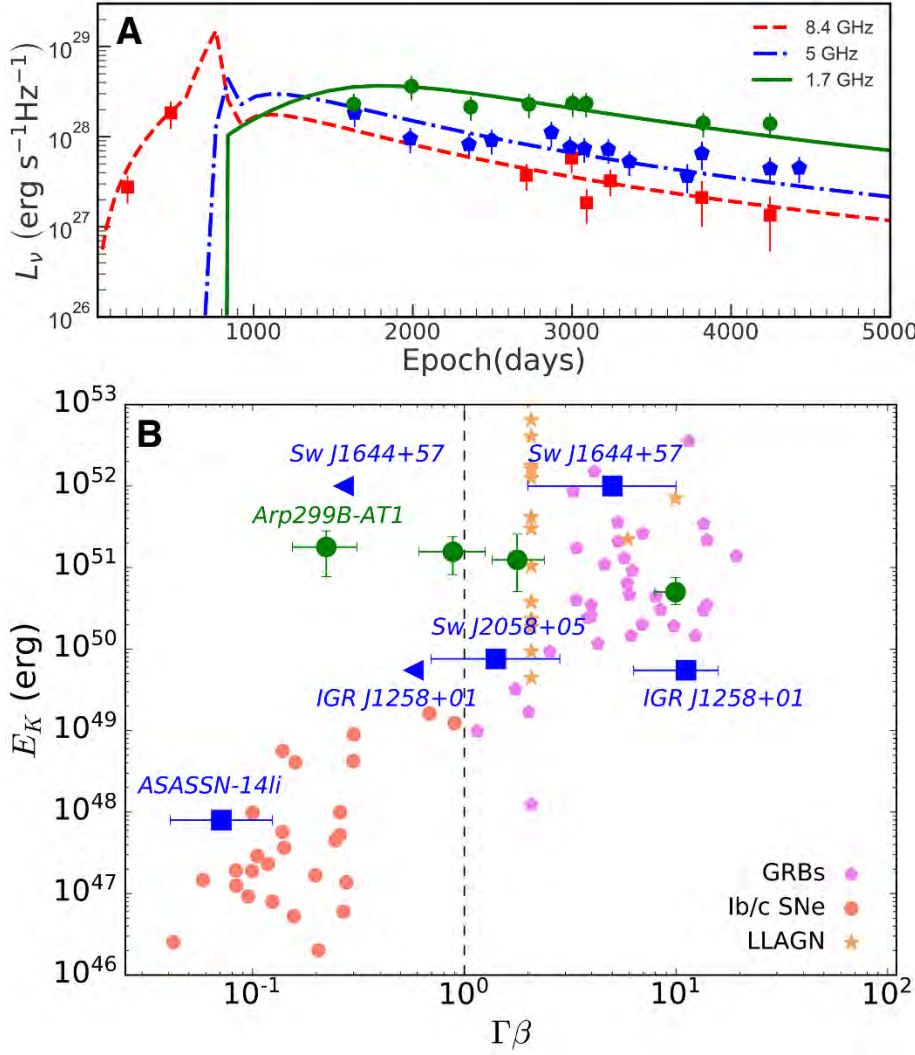 A
8.4 GHz
5 GHz
1.7 GHz
10^29
10^28
10^27
10^26
L_ν (erg s^-1 Hz^-1)
1000 2000 3000 4000 5000
Epoch(days)
B
10^53
10^52
10^51
10^50
10^49
10^48
10^47
10^46
E_K (erg)
Sw J1644+57 Sw J1644+57
Arp299B-AT1
Sw J2058+05
IGR J1258+01 IGR J1258+01
ASASSN-14li
GRBs
Ib/c SNe
LLAGN
10^-1 10^0 10^1 10^2
Γβ